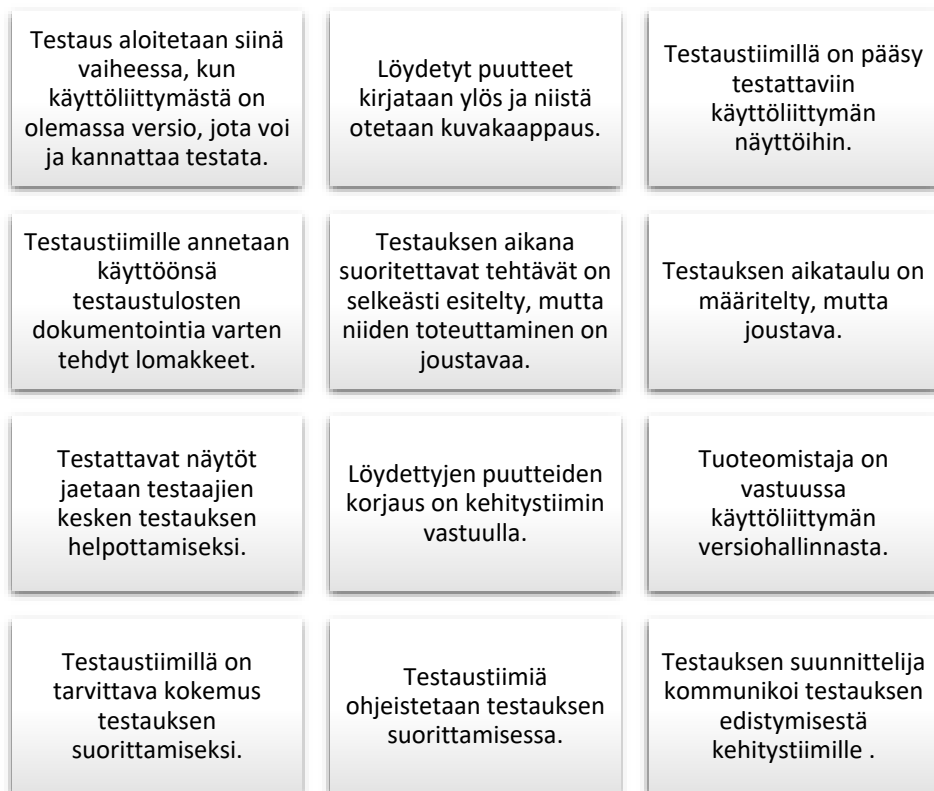 Testaus aloitetaan siinä
vaiheessa, kun
käyttöliittymästä on
olemassa versio, jota voi
ja kannattaa testata.
Löydetyt puutteet
kirjataan ylös ja niistä
otetaan kuvakaappaus.
Testaustiimillä on pääsy
testattaviin
käyttöliittymän
näyttöihin.
Testaustiimille annetaan
käyttöönsä
testaustulosten
dokumentointia varten
tehdyt lomakkeet.
Testauksen aikana
suoritettavat tehtävät on
selkeästi esitelty, mutta
niiden toteuttaminen on
joustavaa.
Testauksen aikataulu on
määritelty, mutta
joustava.
Testattavat näytöt
jaetaan testaajien
kesken testauksen
helpottamiseksi.
Löydettyjen puutteiden
korjaus on kehitystiimin
vastuulla.
Tuoteomistaja on
vastuussa
käyttöliittymän
versiohallinnasta.
Testaustiimillä on
tarvittava kokemus
testauksen
suorittamiseksi.
Testaustiimiä
ohjeistetaan testauksen
suorittamisessa.
Testauksen suunnittelija
kommunikoi testauksen
edistymisestä
kehitystiimille .